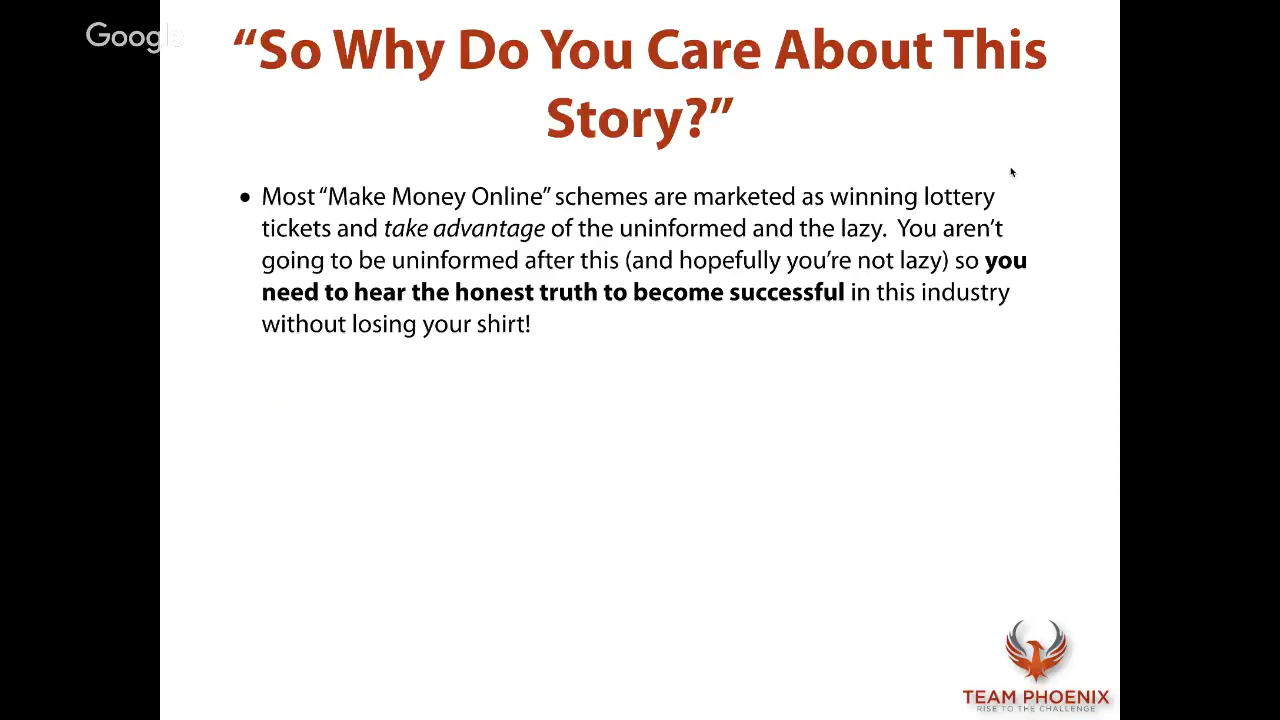 Google
“So Why Do You Care About This
Story?”
• Most “Make Money Online” schemes are marketed as winning lottery
tickets and take advantage of the uninformed and the lazy.  You aren’t
going to be uninformed after this (and hopefully you’re not lazy) so you
need to hear the honest truth to become successful in this industry
without losing your shirt!
TEAM PHOENIX
RISE TO THE CHALLENGE